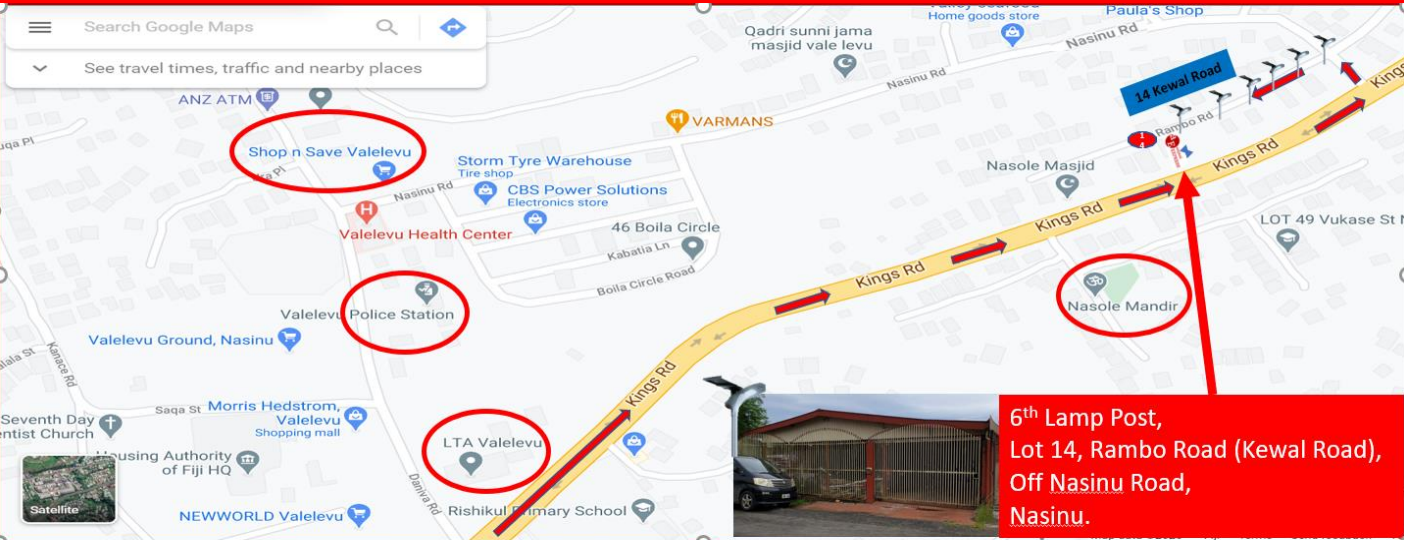 Search Google Maps
See travel times, traffic and nearby places
Home goods store
Paula's Shop
Qadri sunni jama
masjid vale levu
Nasinu Rd
Nasinu Rd
ANZ ATM
14 Kewal Road
Kings
VARMANS
Rambo Rd
Shop n Save Valelevu
Storm Tyre Warehouse
Tire shop
Nasole Masjid
Kings Rd
Nasinu Rd
CBS Power Solutions
Electronics store
Kings Rd
LOT 49 Vukase St
Valelevu Health Center
46 Boila Circle
Kabatia Ln
Kings Rd
Boila Circle Road
Nasole Mandir
Valelevu Police Station
Valelevu Ground, Nasinu
Kanace Rd
Kings Rd
Saqa St
Morris Hedstrom,
Valelevu
Shopping mall
Seventh Day
Church
LTA Valelevu
Housing Authority
of Fiji HQ
Daniva Rd
Satellite
NEWWORLD Valelevu
Rishikul Primary School
6th Lamp Post,
Lot 14, Rambo Road (Kewal Road),
Off Nasinu Road,
Nasinu.